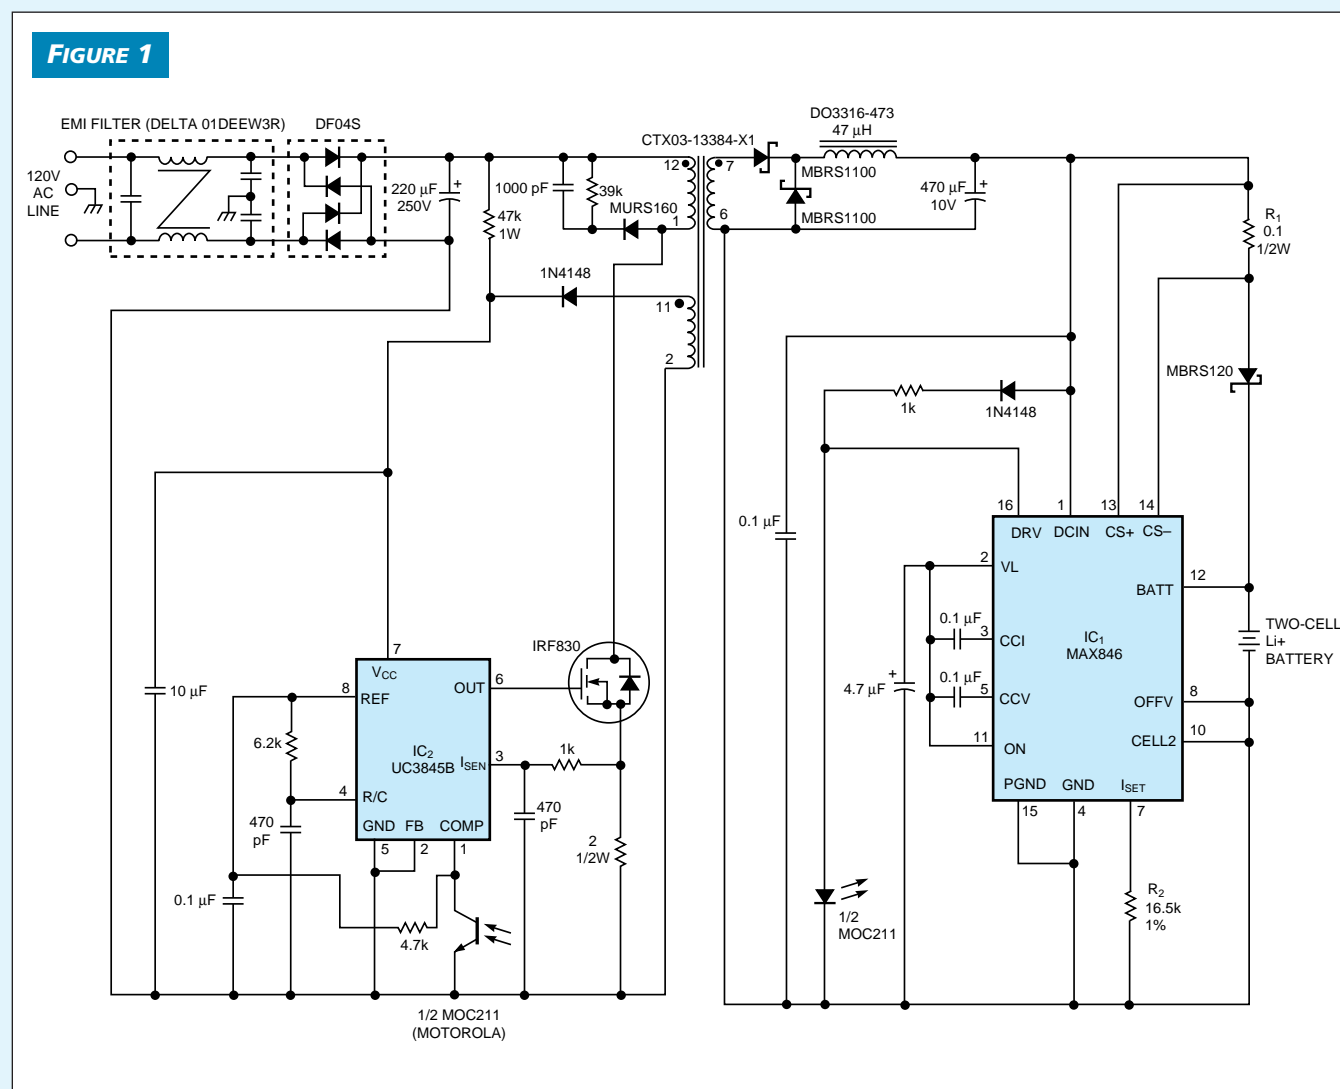 FIGURE 1
EMI FILTER (DELTA 01DEEW3R)
DF04S
120V
AC
LINE
220 µF
250V
+
47k
1W
1000 pF
39k
MURS160
CTX03-13384-X1
12
1
7
6
11
2
1N4148
DO3316-473
47 µH
MBRS1100
MBRS1100
470 µF
10V
+
R1
0.1
1/2W
MBRS120
1k
1N4148
0.1 µF
16
1
13
14
DRV
DCIN
CS+
CS–
2
VL
BATT
12
0.1 µF
3
CCI
IC1
MAX846
TWO-CELL
Li+
BATTERY
4.7 µF
+
0.1 µF
5
CCV
OFFV
8
11
ON
CELL2
10
PGND
GND
ISET
15
4
7
R2
16.5k
1%
1/2
MOC211
10 µF
7
VCC
8
REF
OUT
6
IRF830
6.2k
IC2
UC3845B
ISEN
3
1k
4
R/C
470
pF
GND
FB
COMP
5
2
1
470
pF
2
1/2W
0.1 µF
4.7k
1/2 MOC211
(MOTOROLA)